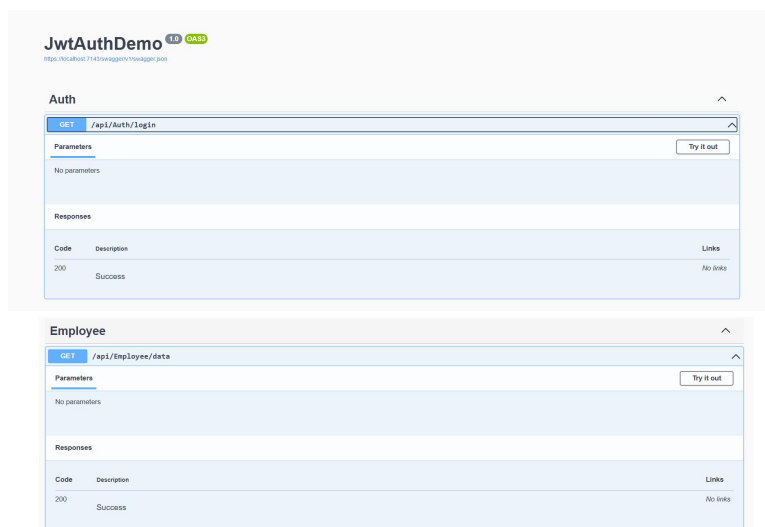 JwtAuthDemo 1.0 OAS3
https://localhost:7143/swagger/v1/swagger.json
Auth
GET /api/Auth/login
Parameters Try it out
No parameters
Responses
Code Description Links
200 Success No links
Employee
GET /api/Employee/data
Parameters Try it out
No parameters
Responses
Code Description Links
200 Success No links